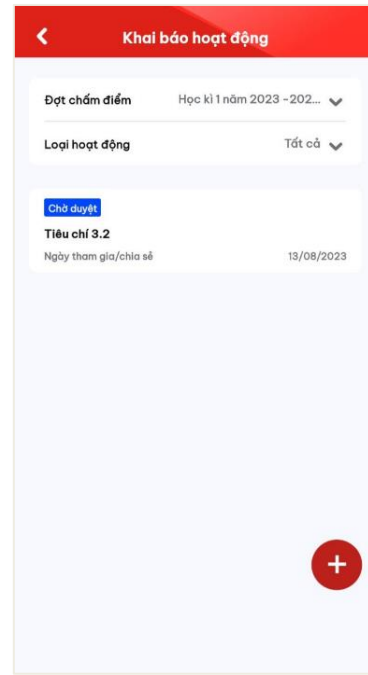 Khai báo hoạt động
Đợt chấm điểm Học kì 1 năm 2023 -202...
Loại hoạt động Tất cả
Chờ duyệt
Tiêu chí 3.2
Ngày tham gia/chia sẻ 13/08/2023